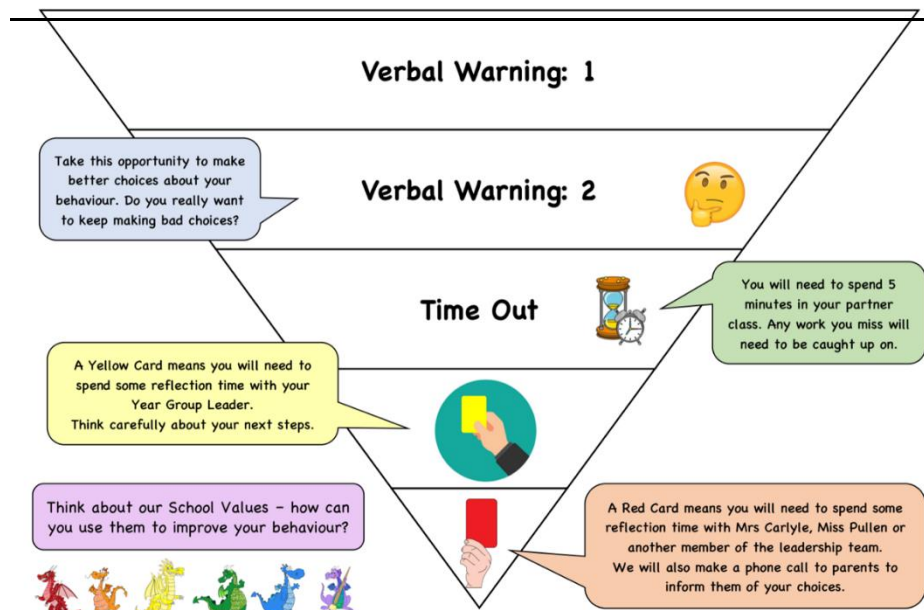 Verbal Warning: 1
Take this opportunity to make
better choices about your
behaviour. Do you really want
to keep making bad choices?
Verbal Warning: 2
Time Out
You will need to spend 5
minutes in your partner
class. Any work you miss will
need to be caught up on.
A Yellow Card means you will need to
spend some reflection time with your
Year Group Leader.
Think carefully about your next steps.
Think about our School Values – how can
you use them to improve your behaviour?
A Red Card means you will need to spend some
reflection time with Mrs Carlyle, Miss Pullen or
another member of the leadership team.
We will also make a phone call to parents to
inform them of your choices.